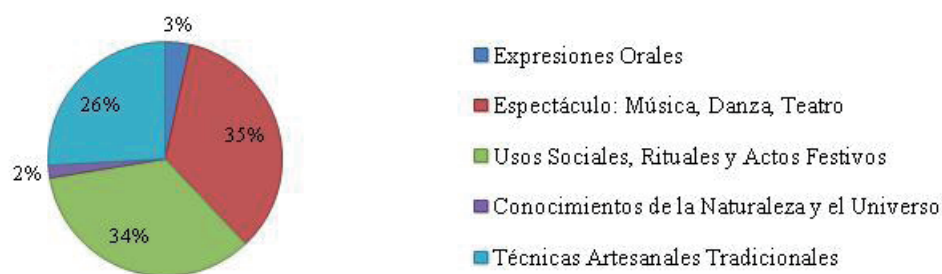 3%
35%
34%
2%
26%
Expresiones Orales
Espectáculo: Música, Danza, Teatro
Usos Sociales, Rituales y Actos Festivos
Conocimientos de la Naturaleza y el Universo
Técnicas Artesanales Tradicionales